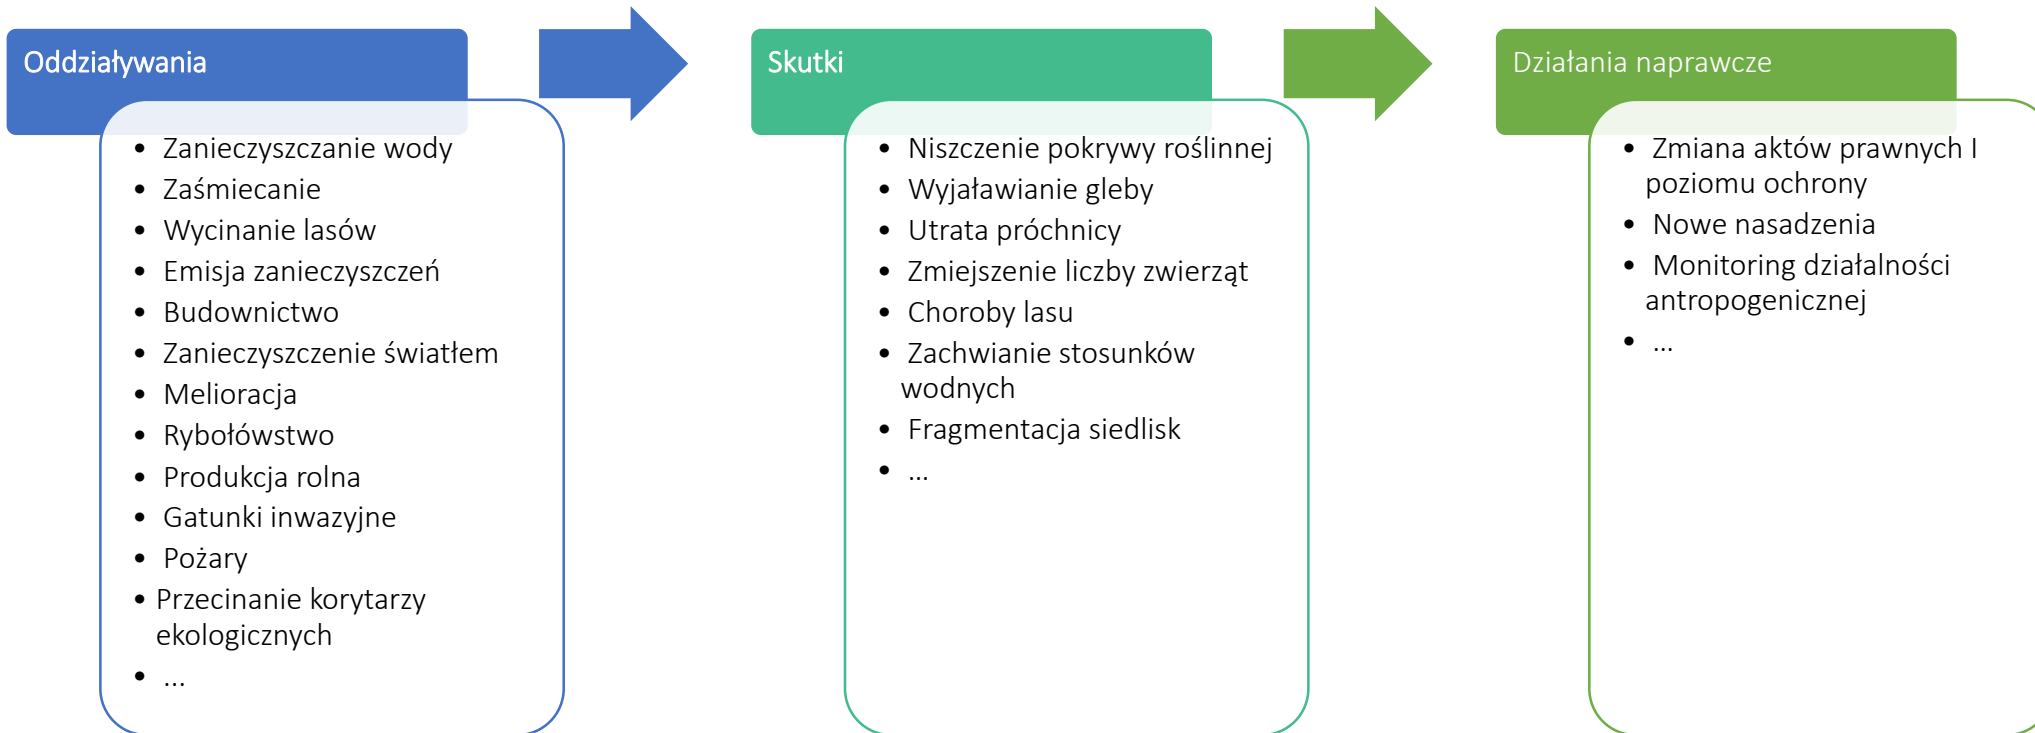 Oddziaływania
• Zanieczyszczanie wody
• Zaśmiecanie
• Wycinanie lasów
• Emisja zanieczyszczeń
• Budownictwo
• Zanieczyszczenie światłem
• Melioracja
• Rybołówstwo
• Produkcja rolna
• Gatunki inwazyjne
• Pożary
• Przecinanie korytarzy
ekologicznych
• ...
Skutki
• Niszczenie pokrywy roślinnej
• Wyjaławianie gleby
• Utrata próchnicy
• Zmiejszenie liczby zwierząt
• Choroby lasu
• Zachwianie stosunków
wodnych
• Fragmentacja siedlisk
• ...
Działania naprawcze
• Zmiana aktów prawnych I
poziomu ochrony
• Nowe nasadzenia
• Monitoring działalności
antropogenicznej
• ...